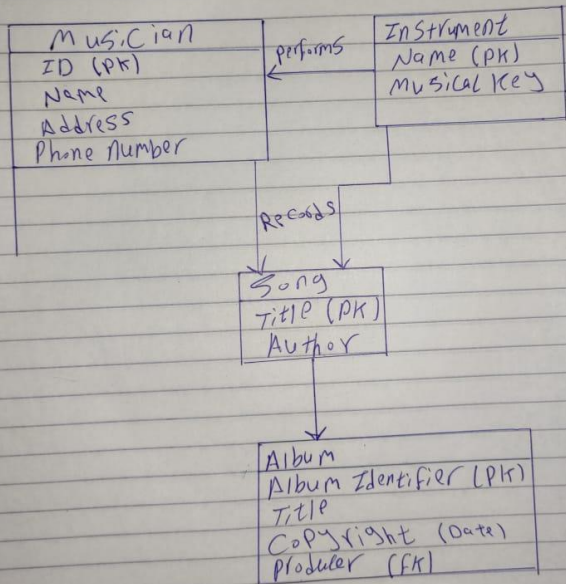 Musician
ID (PK)
Name
Address
Phone number
performs
Instrument
Name (PK)
Musical Key
Records
Song
Title (PK)
Author
Album
Album Identifier (PK)
Title
Copyright (Date)
Producer (FK)